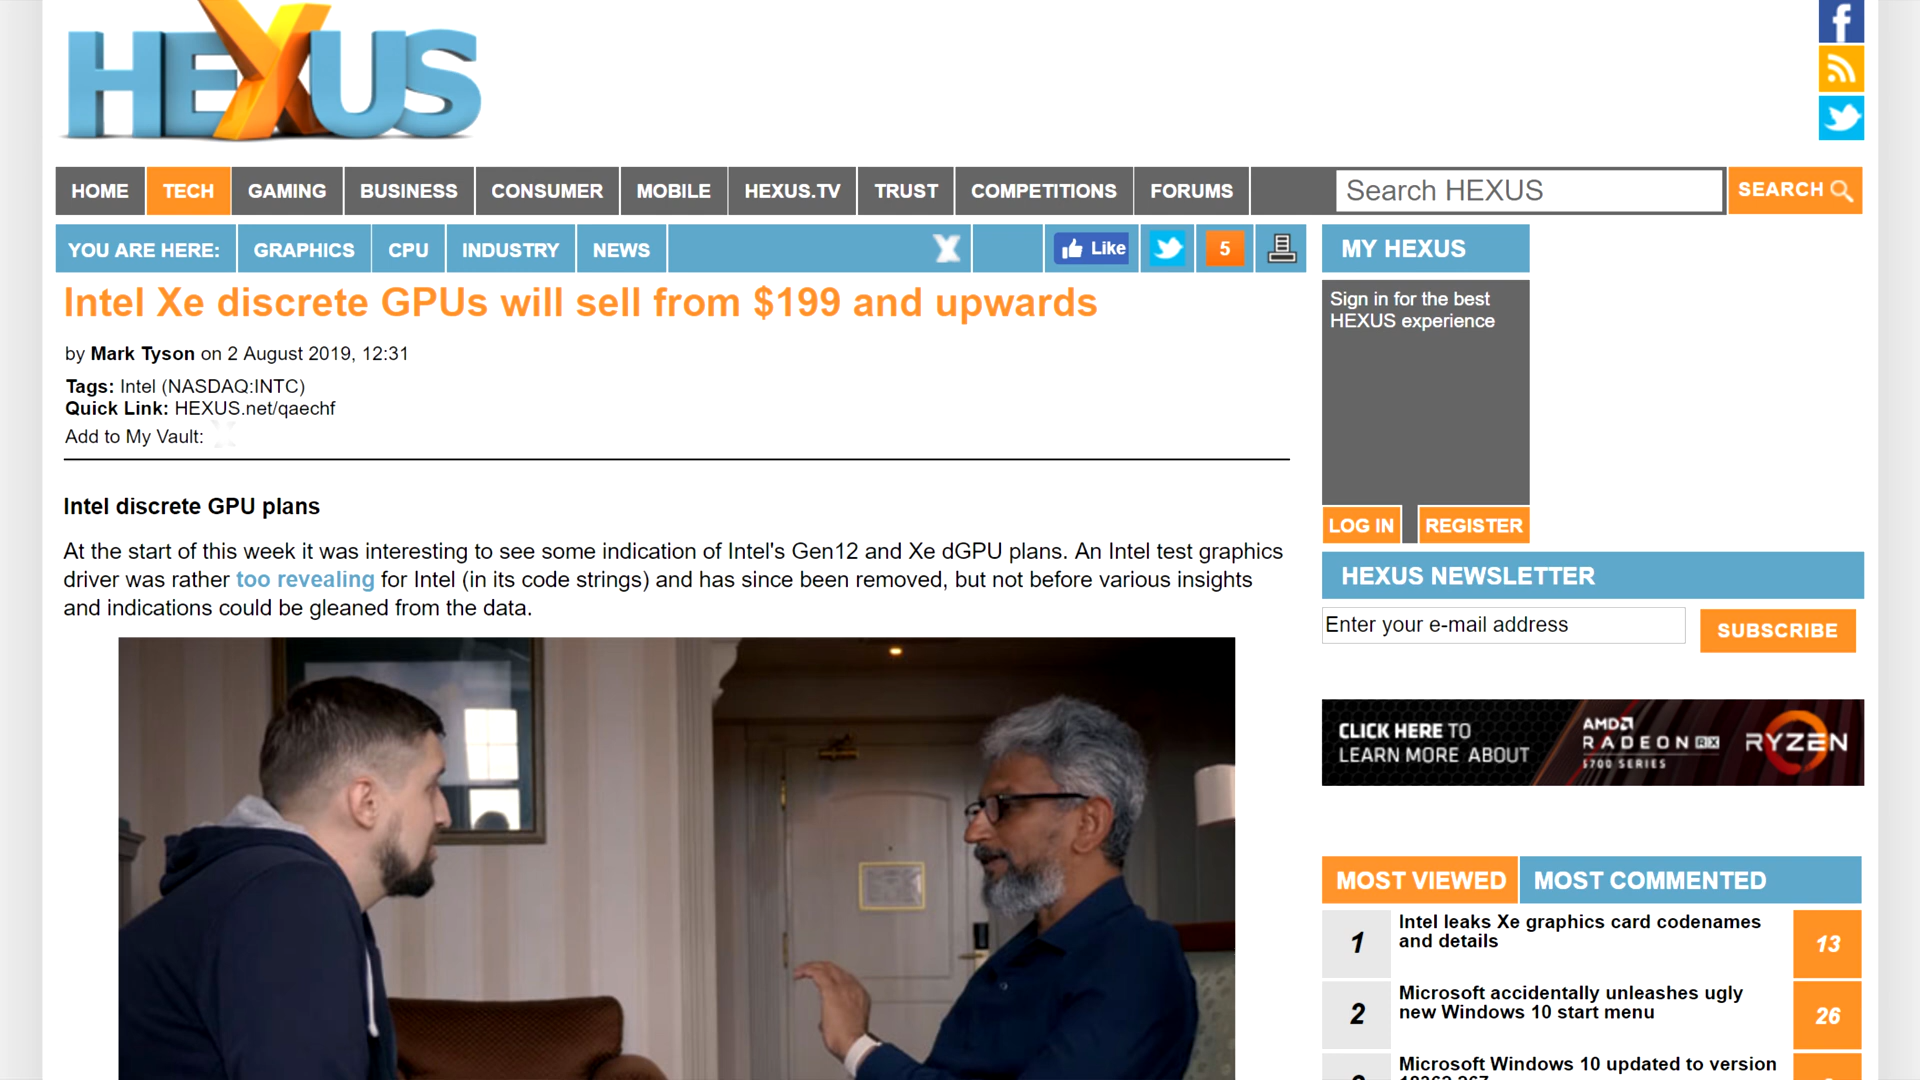 HEXUS
HOME TECH GAMING BUSINESS CONSUMER MOBILE HEXUS.TV TRUST COMPETITIONS FORUMS Search HEXUS SEARCH
YOU ARE HERE: GRAPHICS CPU INDUSTRY NEWS X Like 5
Intel Xe discrete GPUs will sell from $199 and upwards
by Mark Tyson on 2 August 2019, 12:31
Tags: Intel (NASDAQ:INTC)
Quick Link: HEXUS.net/qaechf
Add to My Vault:
Intel discrete GPU plans
At the start of this week it was interesting to see some indication of Intel's Gen12 and Xe dGPU plans. An Intel test graphics
driver was rather too revealing for Intel (in its code strings) and has since been removed, but not before various insights
and indications could be gleaned from the data.
MY HEXUS
Sign in for the best
HEXUS experience
LOG IN REGISTER
HEXUS NEWSLETTER
Enter your e-mail address SUBSCRIBE
CLICK HERE TO
LEARN MORE ABOUT
AMD
RADEON RX
5700 SERIES
RYZEN
MOST VIEWED MOST COMMENTED
1 Intel leaks Xe graphics card codenames
and details 13
2 Microsoft accidentally unleashes ugly
new Windows 10 start menu 26
Microsoft Windows 10 updated to version